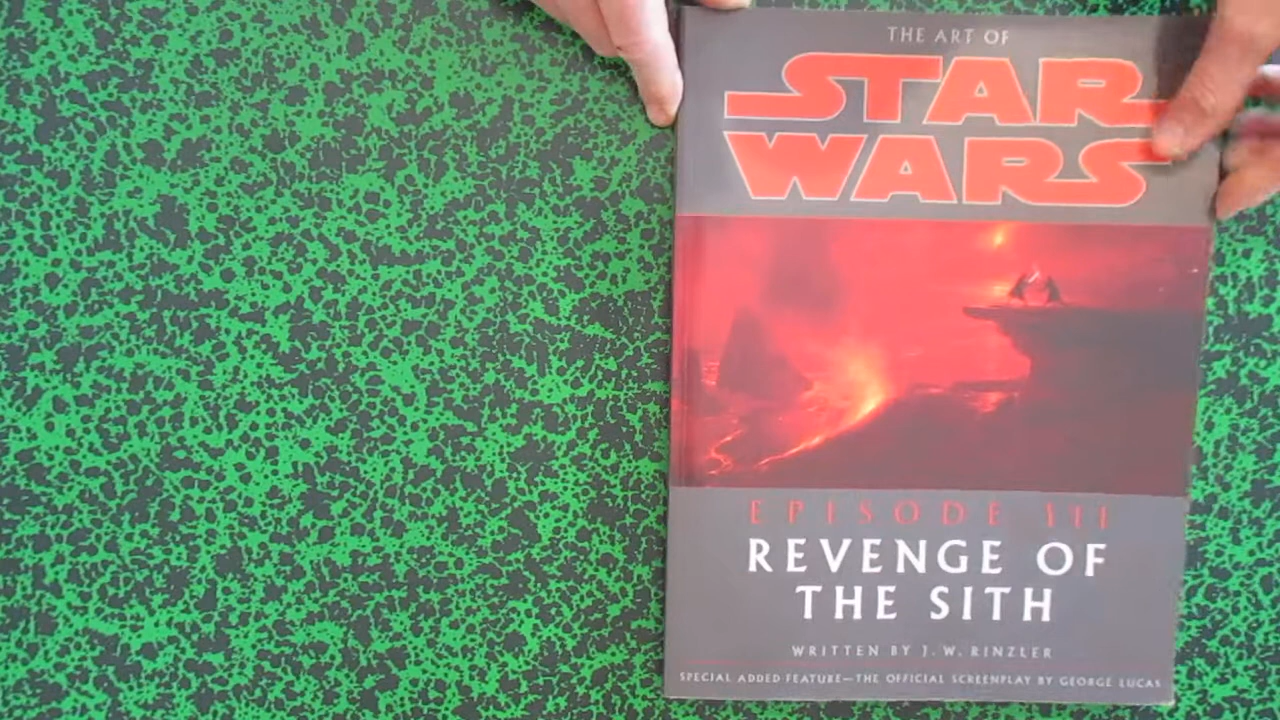 THE ART OF
STAR
WARS
EPISODE III
REVENGE OF
THE SITH
WRITTEN BY J. W. RINZLER
SPECIAL ADDED FEATURE—THE OFFICIAL SCREENPLAY BY GEORGE LUCAS